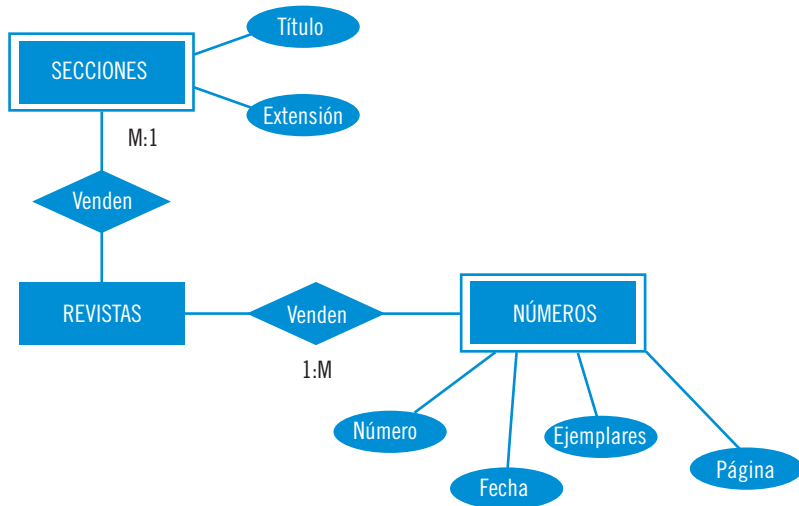 Título
SECCIONES
Extensión
M:1
Venden
REVISTAS
Venden
NÚMEROS
1:M
Número
Ejemplares
Página
Fecha